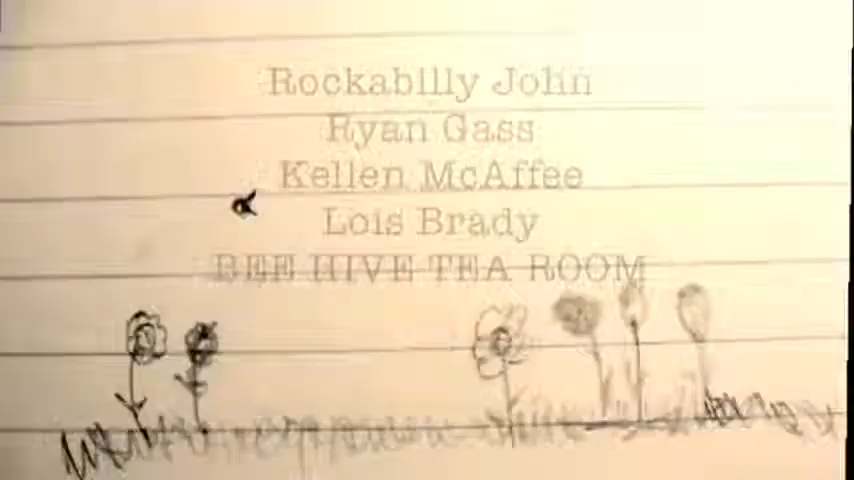 Rockabilly John
Ryan Gass
Kellen McAffee
Lois Brady
BEE HIVE TEA ROOM